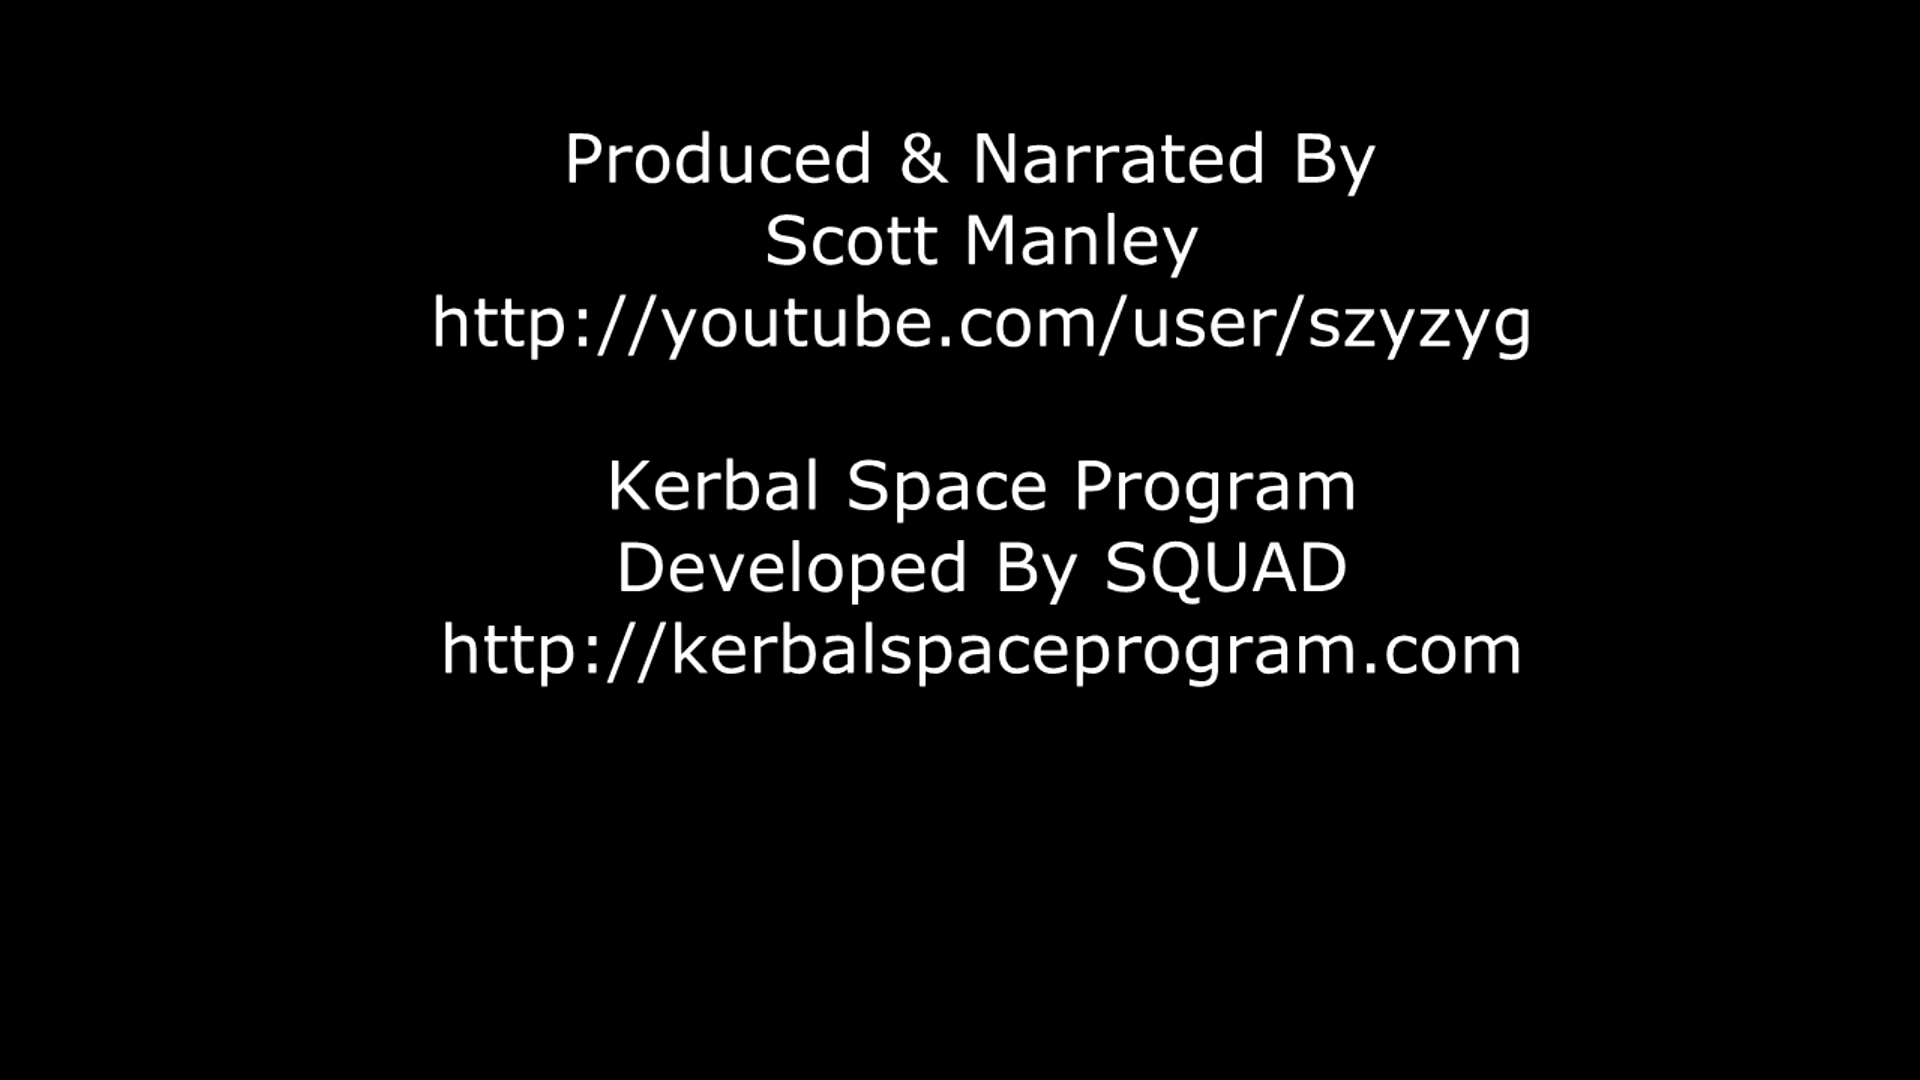 Produced & Narrated By
Scott Manley
http://youtube.com/user/szyzyg
Kerbal Space Program
Developed By SQUAD
http://kerbalspaceprogram.com